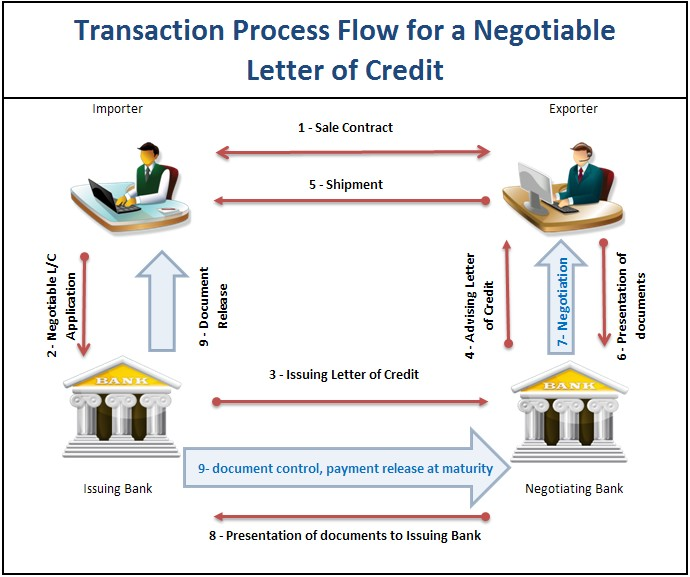 Transaction Process Flow for a Negotiable
Letter of Credit
Importer
Exporter
1 - Sale Contract
5 - Shipment
2 - Negotiable L/C
Application
9 - Document
Release
4 - Advising Letter
of Credit
7- Negotiation
6 - Presentation of
documents
3 - Issuing Letter of Credit
BANK
BANK
9- document control, payment release at maturity
Issuing Bank
Negotiating Bank
8 - Presentation of documents to Issuing Bank